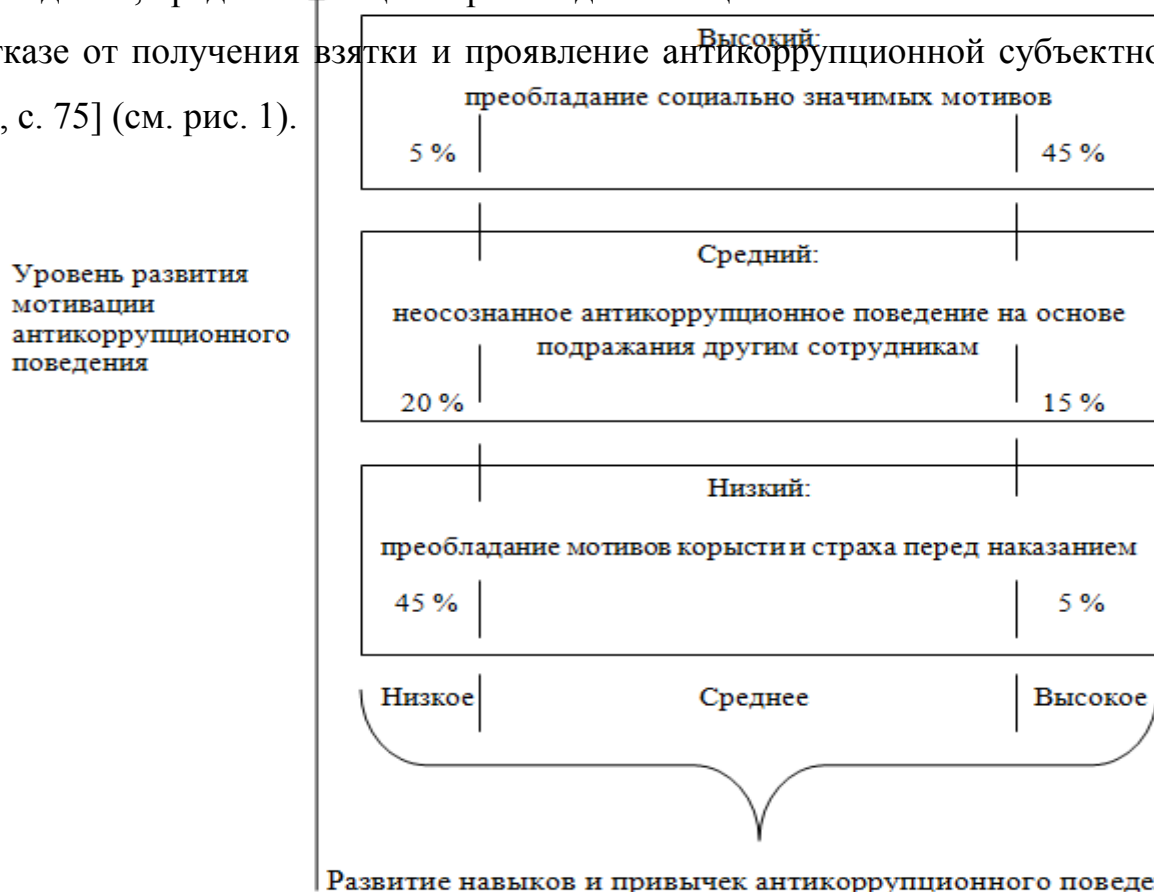 тказе от получения взятки и проявление антикоррупционной субъектно
, с. 75] (см. рис. 1).
Высокий:
преобладание социально значимых мотивов
5 % 45 %
Уровень развития
мотивации
антикоррупционного
поведения
Средний:
неосознанное антикоррупционное поведение на основе
подражания другим сотрудникам
20 % 15 %
Низкий:
преобладание мотивов корысти и страха перед наказанием
45 % 5 %
Низкое Среднее Высокое
Развитие навыков и привычек антикоррупционного поведе